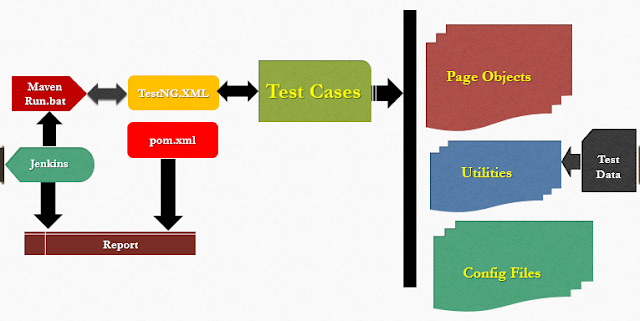 Maven
Run.bat
TestNG.XML
Test Cases
Page Objects
pom.xml
Jenkins
Utilities
Test
Data
Report
Config Files